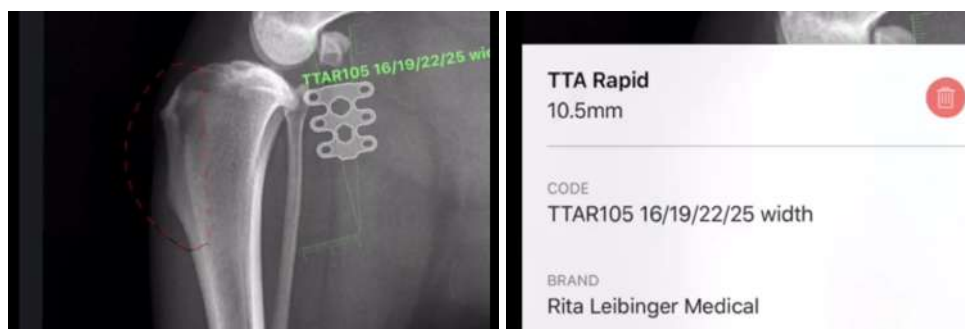 TTAR105 16/19/22/25
TTA Rapid
10.5mm
CODE
TTAR105 16/19/22/25 width
BRAND
Rita Leibinger Medical